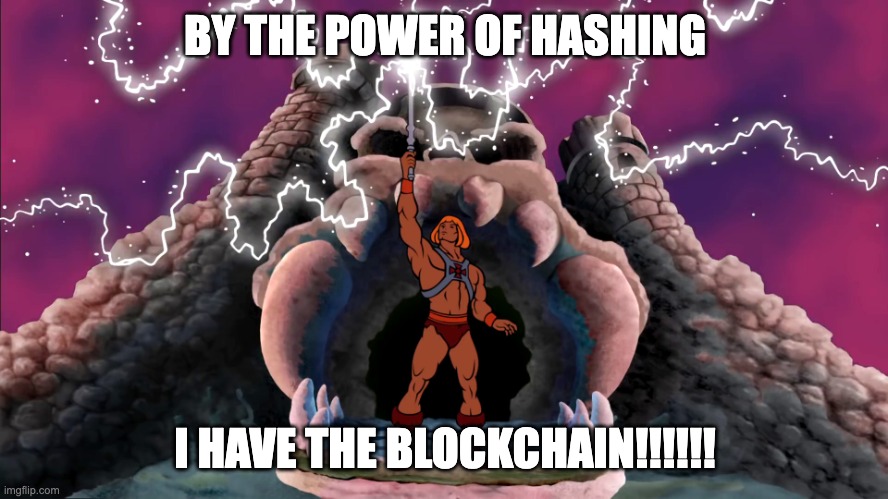 BY THE POWER OF HASHING
I HAVE THE BLOCKCHAIN!!!!!!
imgflip.com